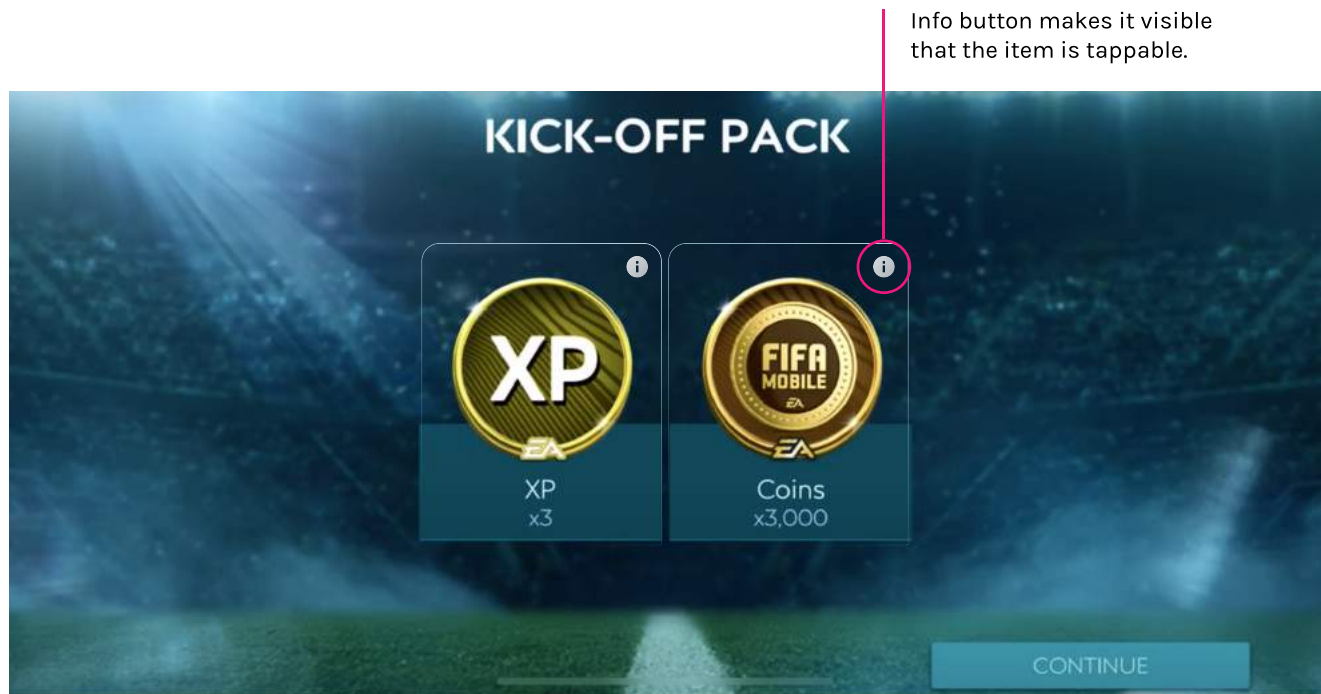 Info button makes it visible
that the item is tappable.
KICK-OFF PACK
i
i
XP
EA
FIFA
MOBILE
EA
EA
XP
x3
Coins
x3,000
CONTINUE